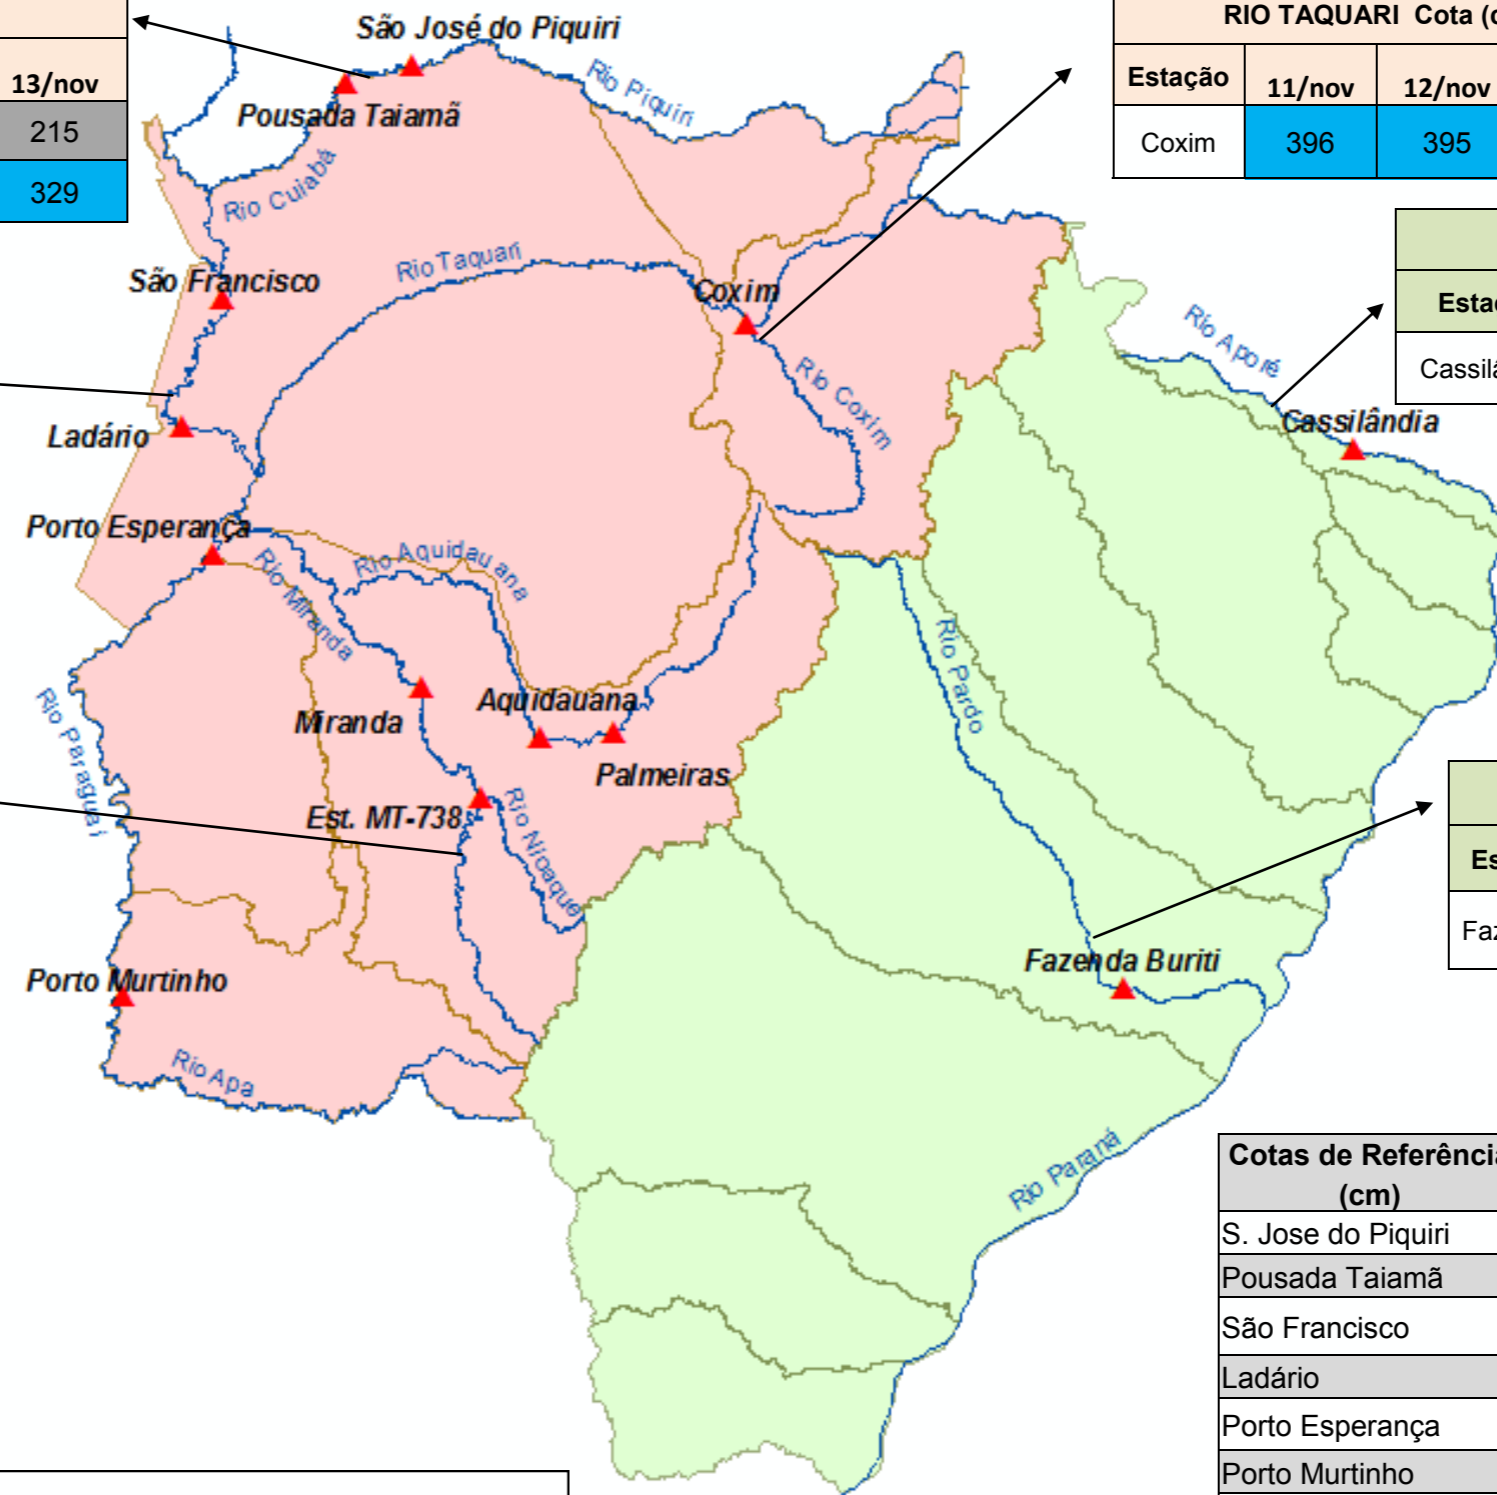 13/nov
215
329
São José do Piquiri
Pousada Taiamã
Rio Piquiri
Rio Cuiabá
RIO TAQUARI Cota (c
Estação 11/nov 12/nov
Coxim 396 395
São Francisco
Rio Taquari
Coxim
Rio Coxim
Ladário
Porto Esperança
Rio Aporé
Esta
Cassilâ
Cassilândia
Rio Miranda
Rio Aquidauana
Rio Pardo
Rio Paraguai
Miranda
Aquidauana
Palmeiras
Est. MT-738
Rio Nioaque
Es
Faz
Fazenda Buriti
Porto Murtinho
Rio Apa
Rio Paraná
Cotas de Referência
(cm)
S. Jose do Piquiri
Pousada Taiamã
São Francisco
Ladário
Porto Esperança
Porto Murtinho